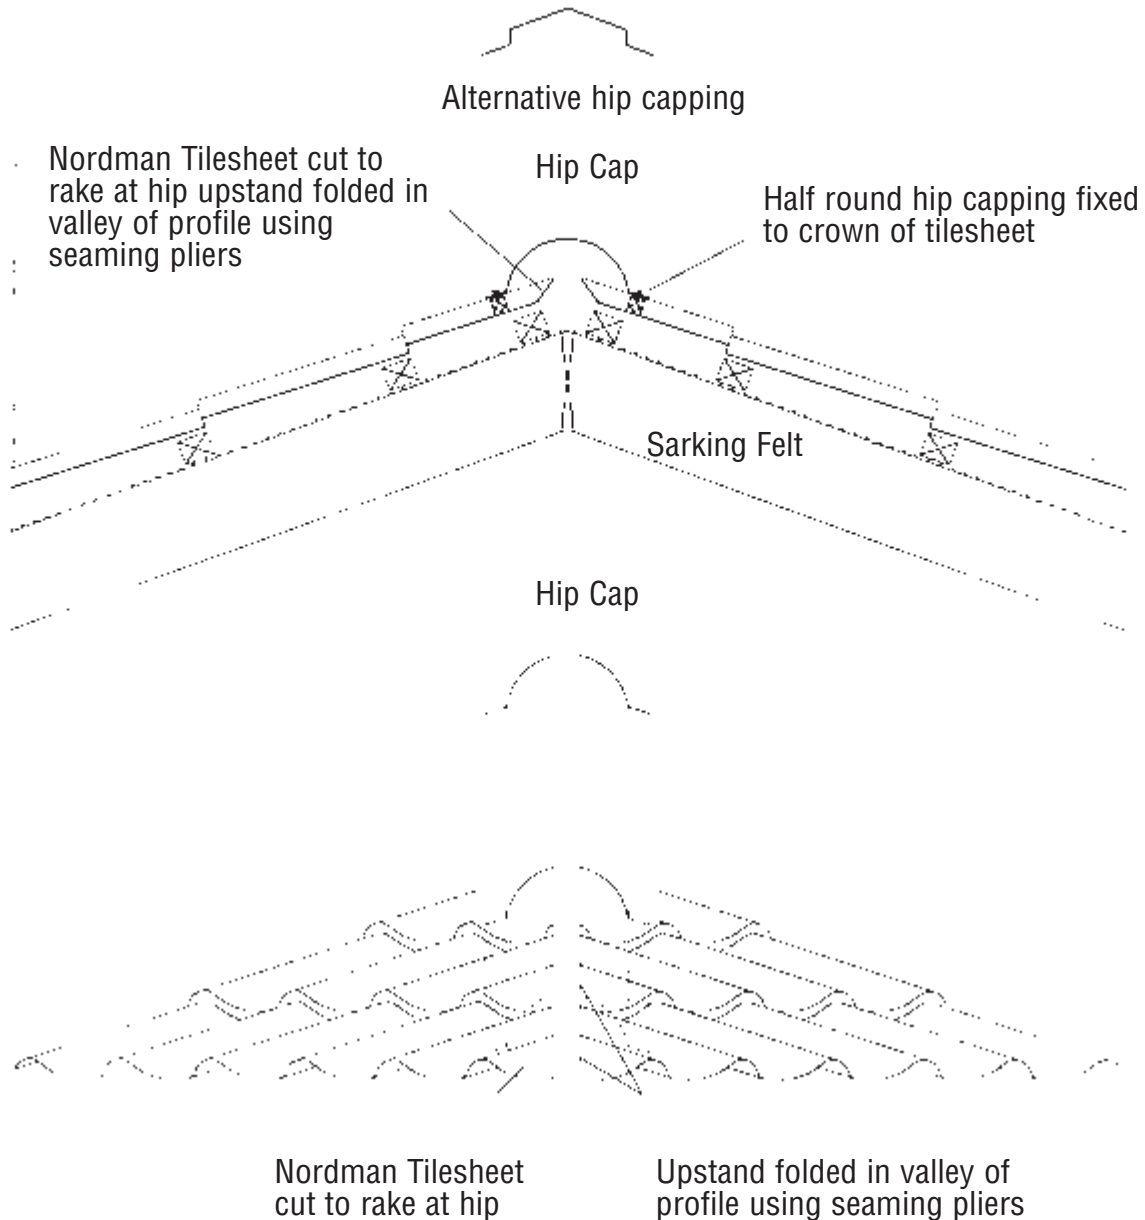 Alternative hip capping
Hip Cap
Nordman Tilesheet cut to
rake at hip upstand folded in
valley of profile using
seaming pliers
Half round hip capping fixed
to crown of tilesheet
Sarking Felt
Hip Cap
Nordman Tilesheet
cut to rake at hip
Upstand folded in valley of
profile using seaming pliers